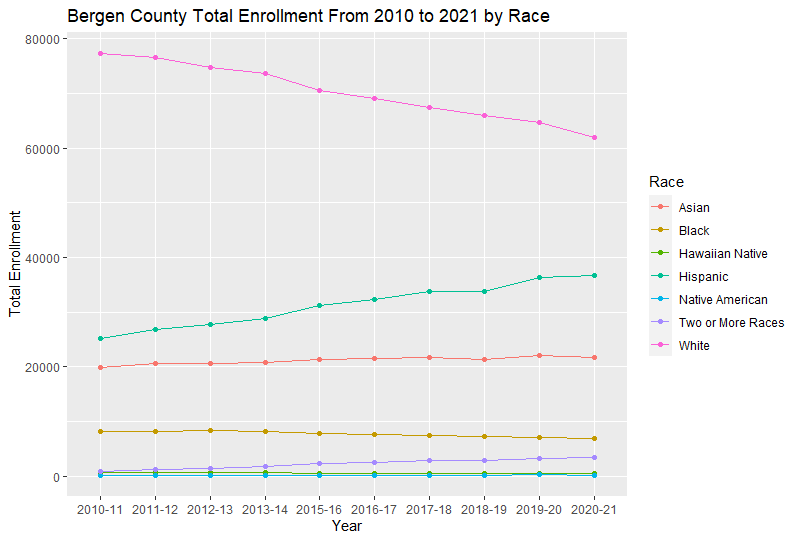 Bergen County Total Enrollment From 2010 to 2021 by Race
80000
60000
40000
20000
0
Total Enrollment
2010-11 2011-12 2012-13 2013-14 2015-16 2016-17 2017-18 2018-19 2019-20 2020-21
Year
Race
Asian
Black
Hawaiian Native
Hispanic
Native American
Two or More Races
White